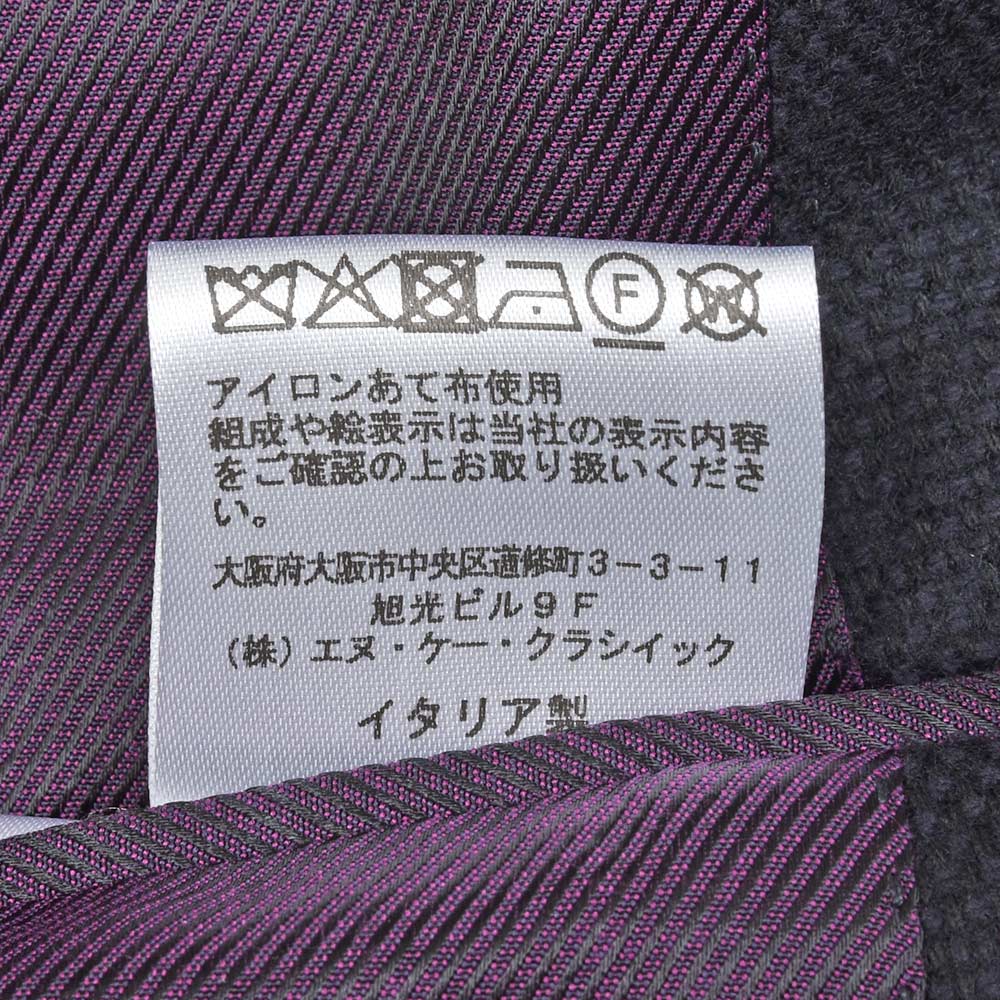 F W
アイロンあて布使用
組成や絵表示は当社の表示内容
をご確認の上お取り扱いくださ
い。
大阪府大阪市中央区道修町3-3-11
旭光ビル9F
(株)エヌ・ケー・クラシイック
イタリア製